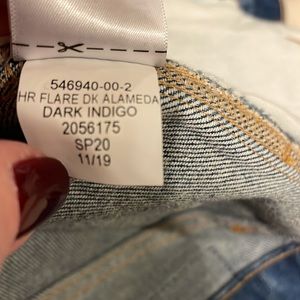 546940-00-2
HR FLARE DK ALAMEDA
DARK INDIGO
2056175
SP20
11/19